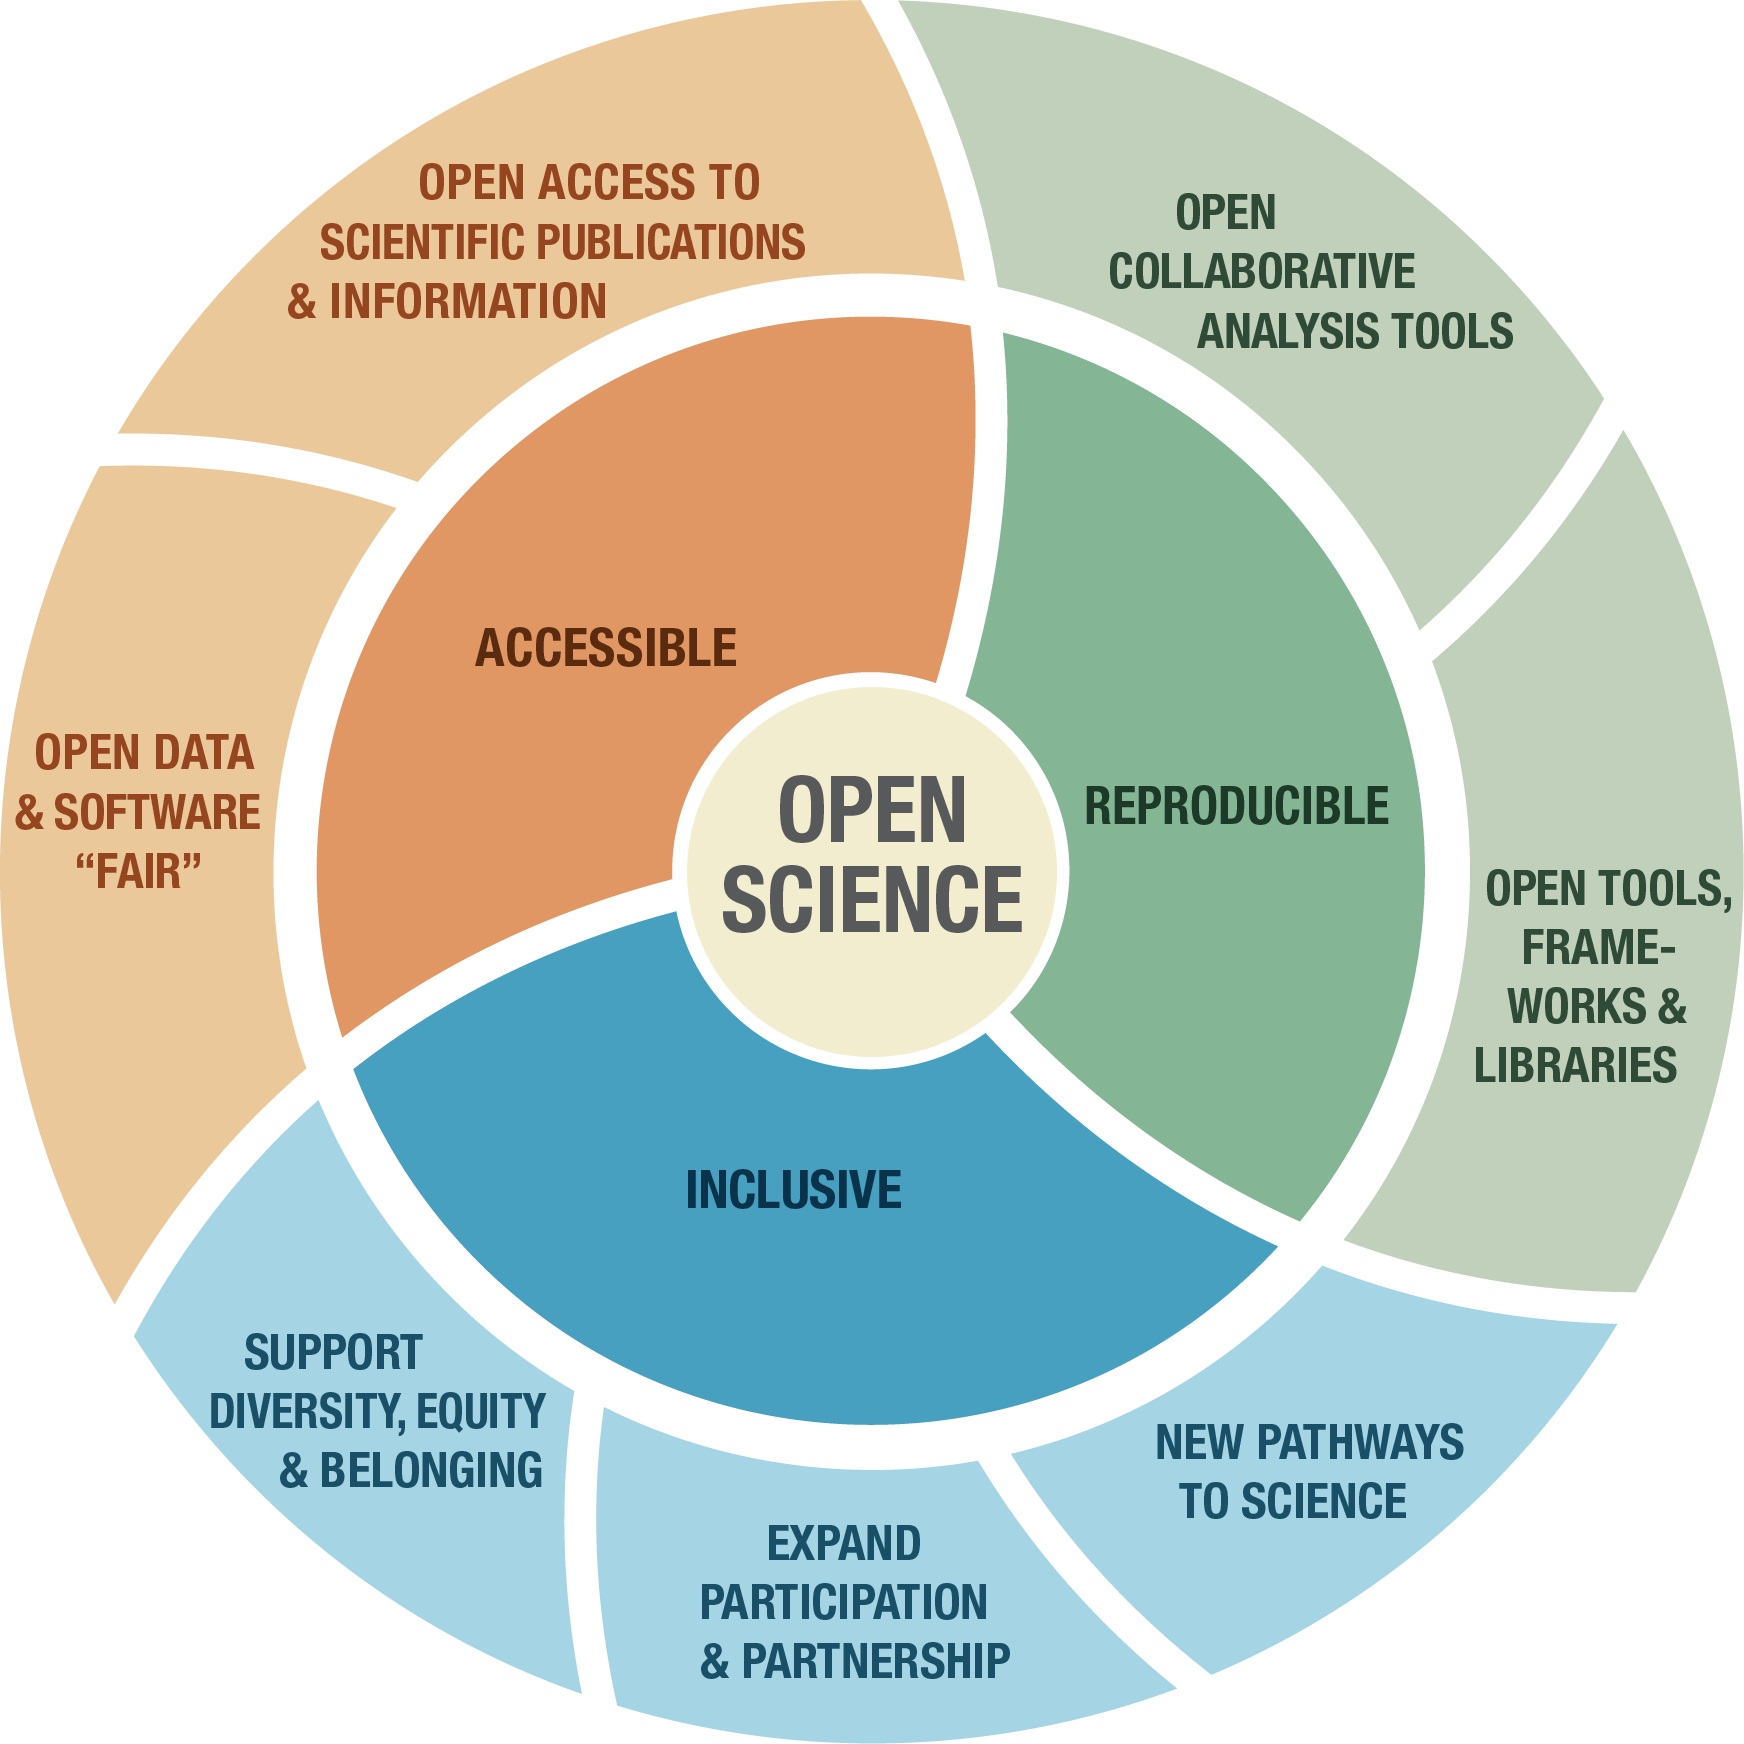 OPEN ACCESS TO
SCIENTIFIC PUBLICATIONS
& INFORMATION
OPEN
COLLABORATIVE
ANALYSIS TOOLS
ACCESSIBLE
OPEN DATA
& SOFTWARE
“FAIR”
OPEN
SCIENCE
REPRODUCIBLE
OPEN TOOLS,
FRAME-
WORKS &
LIBRARIES
INCLUSIVE
SUPPORT
DIVERSITY, EQUITY
& BELONGING
EXPAND
PARTICIPATION
& PARTNERSHIP
NEW PATHWAYS
TO SCIENCE